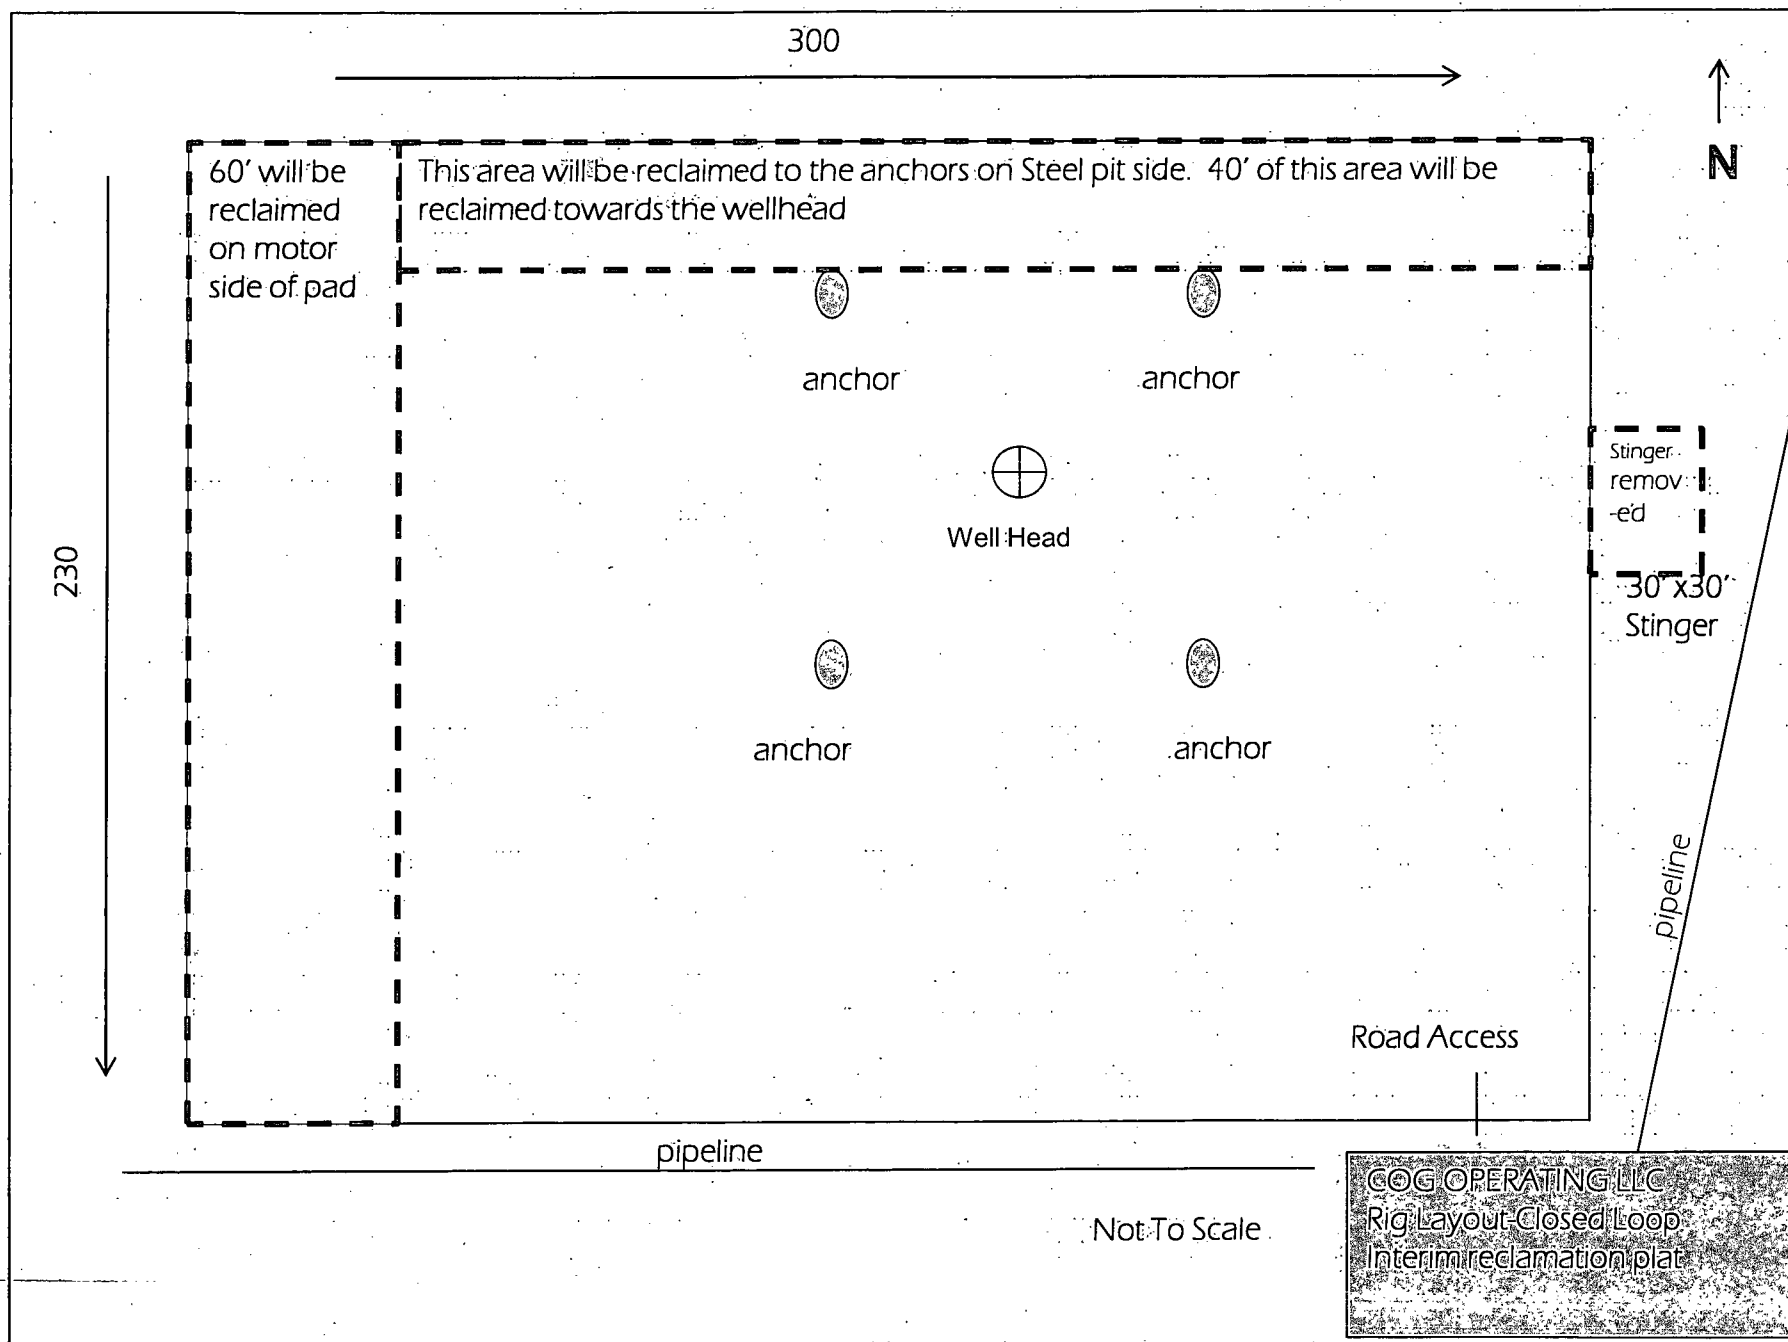 300
N
60' will be
reclaimed
on motor
side of pad
This area will be reclaimed to the anchors on Steel pit side. 40' of this area will be
reclaimed towards the wellhead
anchor
anchor
Stinger
remov
-ed
Well Head
230
30' x30'
Stinger
anchor
anchor
pipeline
Road Access
pipeline
Not To Scale
COG OPERATING LLC
Rig Layout-Closed Loop
Interim reclamation plat